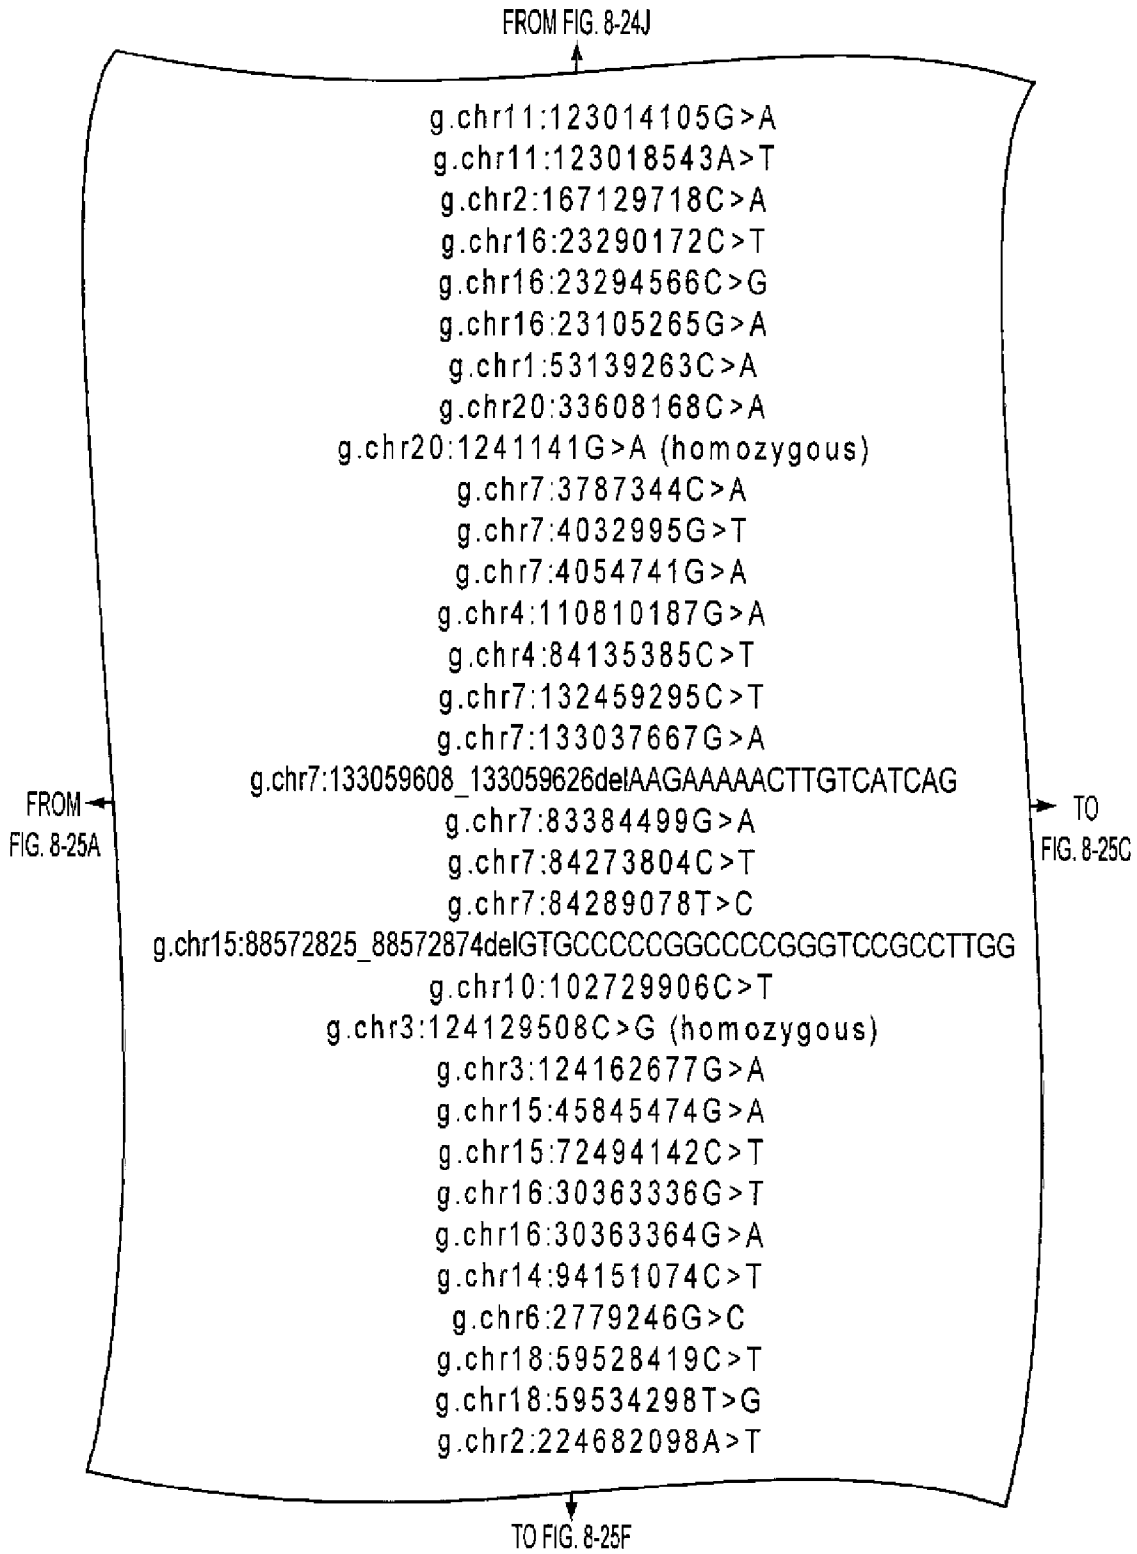 FROM FIG. 8-24J
g.chr11:123014105G>A
g.chr11:123018543A>T
g.chr2:167129718C>A
g.chr16:23290172C>T
g.chr16:23294566C>G
g.chr16:23105265G>A
g.chr1:53139263C>A
g.chr20:33608168C>A
g.chr20:1241141G>A (homozygous)
g.chr7:3787344C>A
g.chr7:4032995G>T
g.chr7:4054741G>A
g.chr4:110810187G>A
g.chr4:84135385C>T
g.chr7:132459295C>T
g.chr7:133037667G>A
g.chr7:133059608_133059626delAAGAAAAACTTGTCATCAG
FROM
FIG. 8-25A
TO
FIG. 8-25C
g.chr7:83384499G>A
g.chr7:84273804C>T
g.chr7:84289078T>C
g.chr15:88572825_88572874delGTGCCCCCGGCCCCGGGTCCGCCTTGG
g.chr10:102729906C>T
g.chr3:124129508C>G (homozygous)
g.chr3:124162677G>A
g.chr15:45845474G>A
g.chr15:72494142C>T
g.chr16:30363336G>T
g.chr16:30363364G>A
g.chr14:94151074C>T
g.chr6:2779246G>C
g.chr18:59528419C>T
g.chr18:59534298T>G
g.chr2:224682098A>T
TO FIG. 8-25F